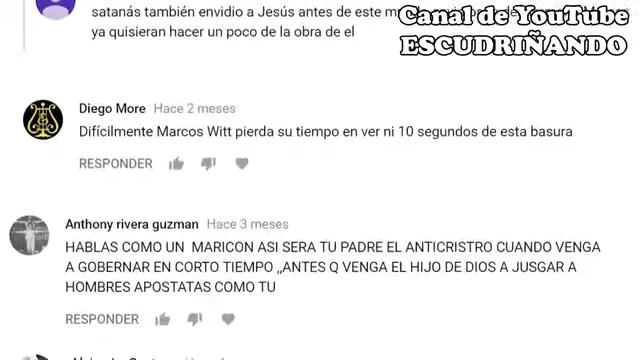 satanás también envidio a Jesús antes de este
Canal de YouTube
ya quisieran hacer un poco de la obra de el
ESCUDRIÑANDO
Diego More Hace 2 meses
Difícilmente Marcos Witt pierda su tiempo en ver ni 10 segundos de esta basura
RESPONDER
Anthony rivera guzman Hace 3 meses
HABLAS COMO UN MARICON ASI SERA TU PADRE EL ANTICRISTRO CUANDO VENGA
A GOBERNAR EN CORTO TIEMPO ,,ANTES Q VENGA EL HIJO DE DIOS A JUSGAR A
HOMBRES APOSTATAS COMO TU
RESPONDER